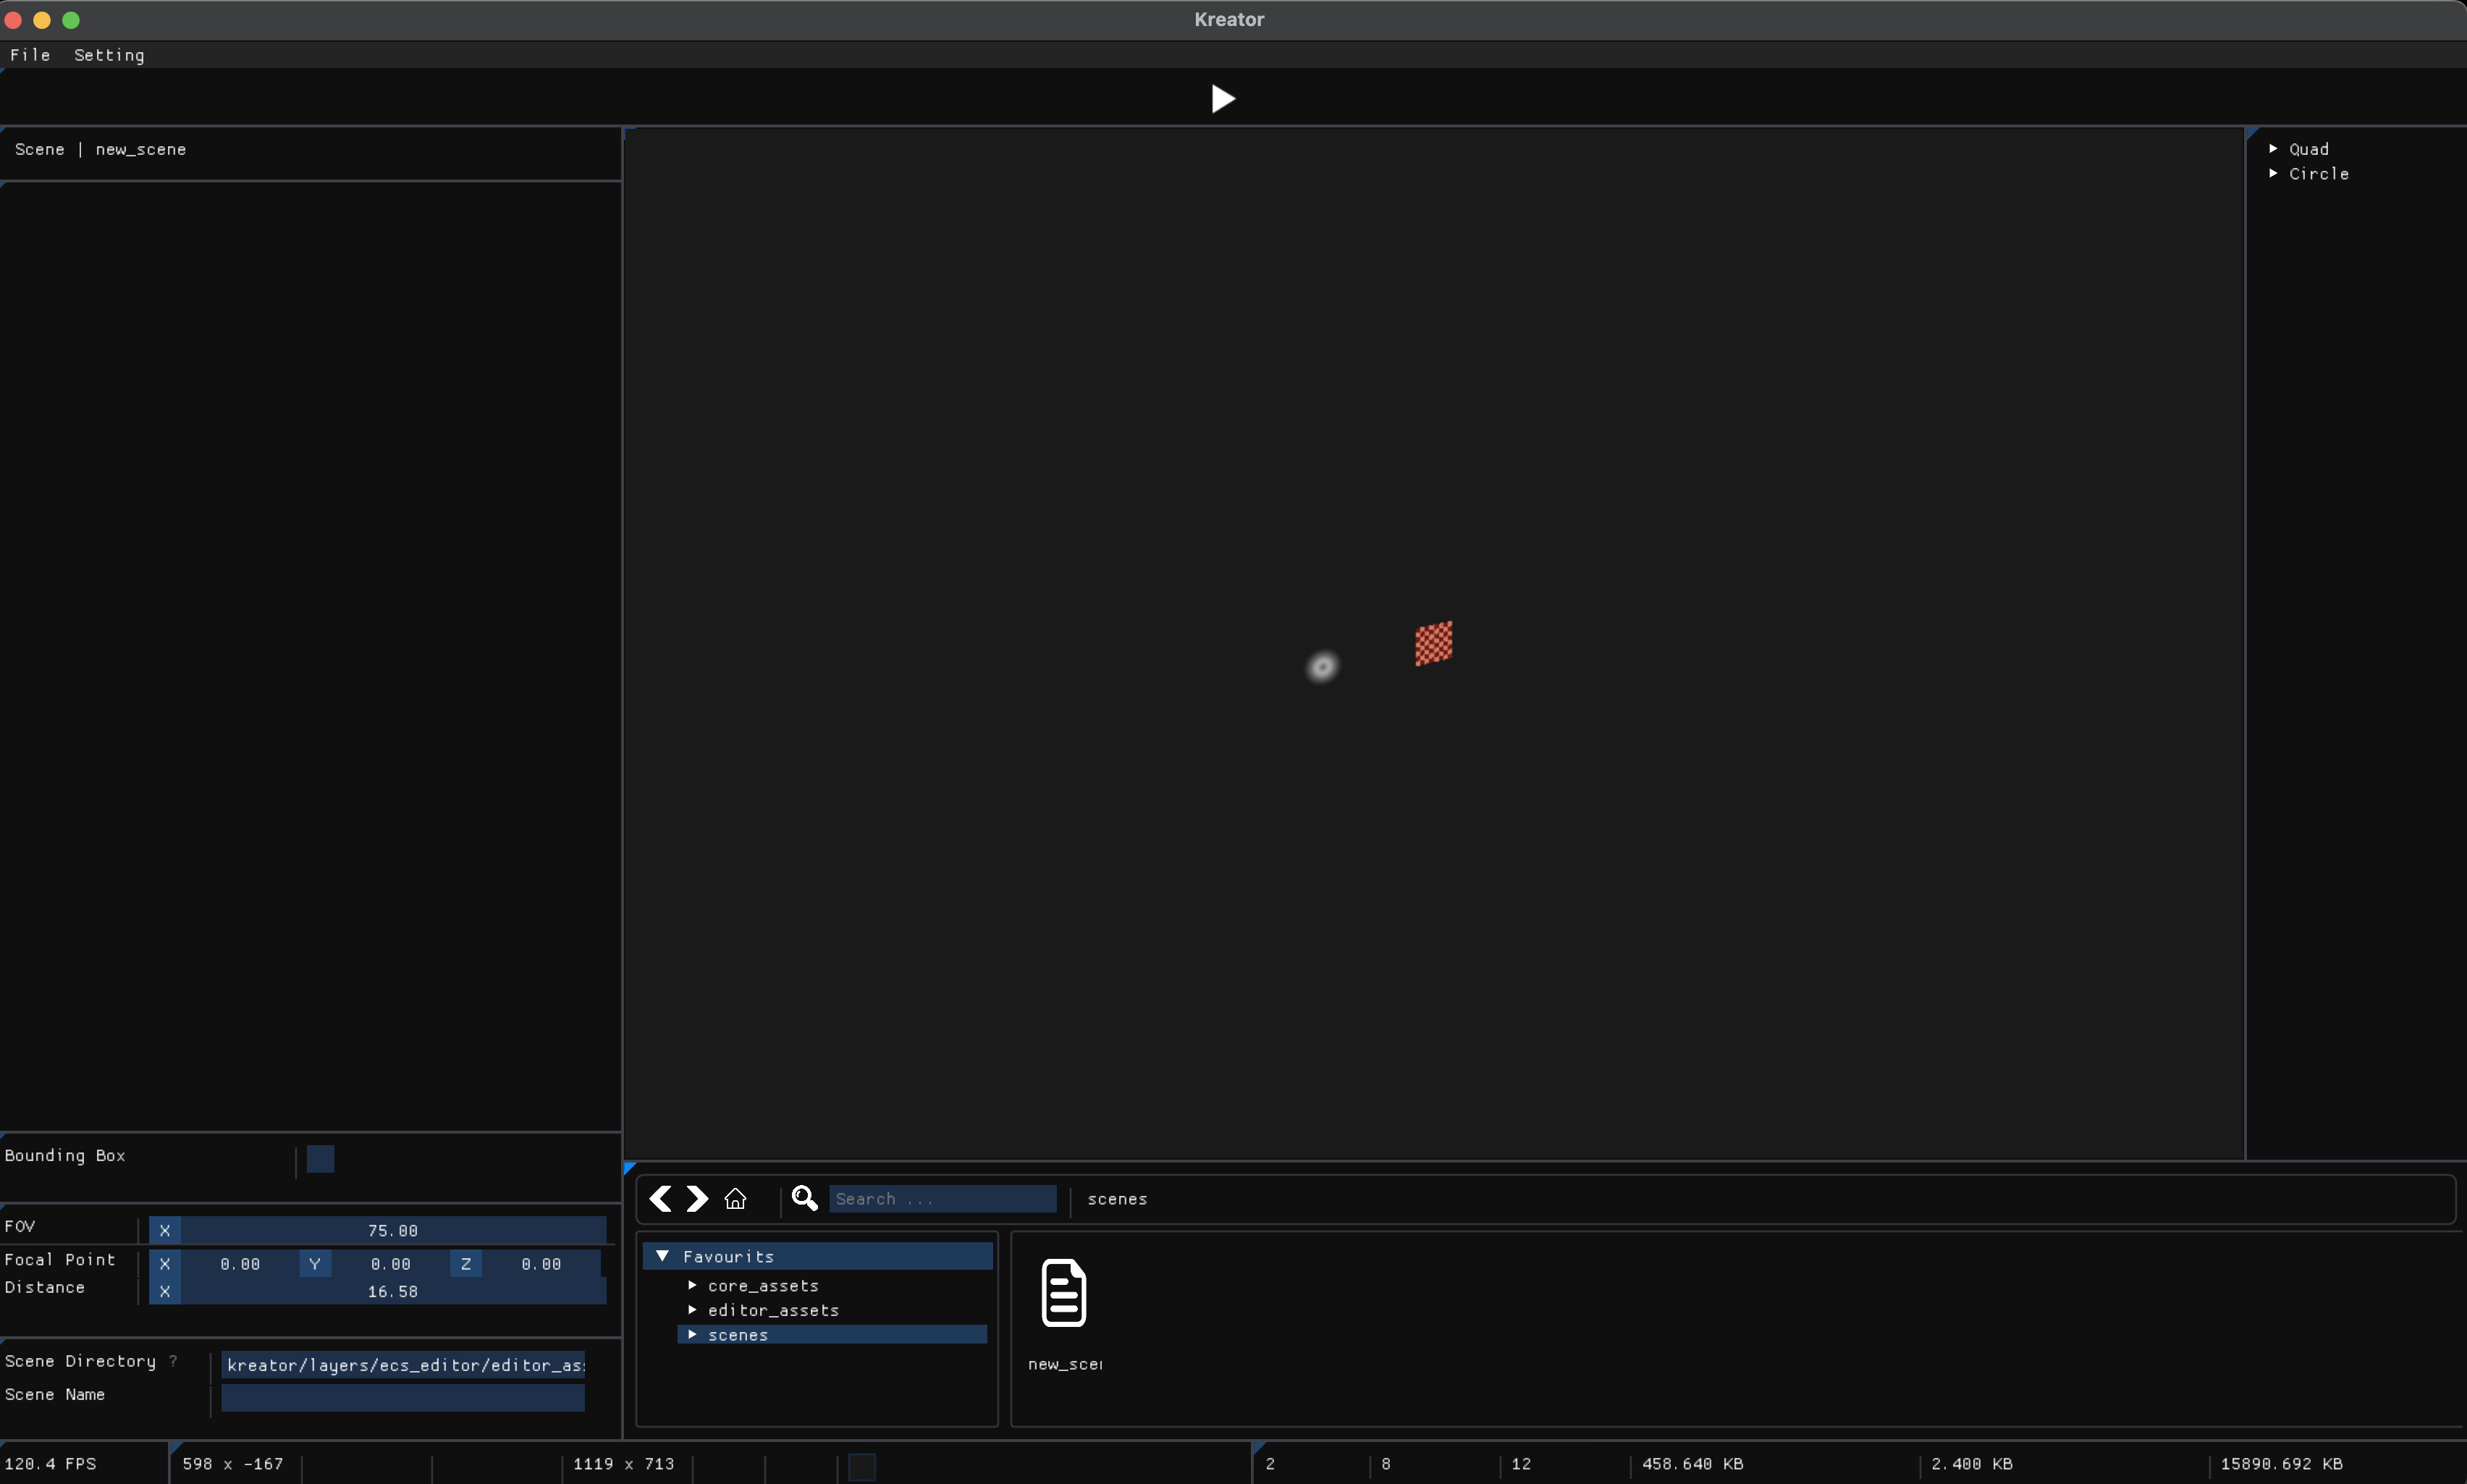 Kreator
File Setting
Scene | new_scene
Quad
Circle
Bounding Box
FOV X 75.00
Focal Point X 0.00 Y 0.00 Z 0.00
Distance X 16.58
Scene Directory ? kreator/layers/ecs_editor/editor_as
Scene Name
Search ... scenes
Favourits
core_assets
editor_assets
scenes
new_sce
120.4 FPS 598 x -167 1119 x 713 2 8 12 458.640 KB 2.400 KB 15890.692 KB